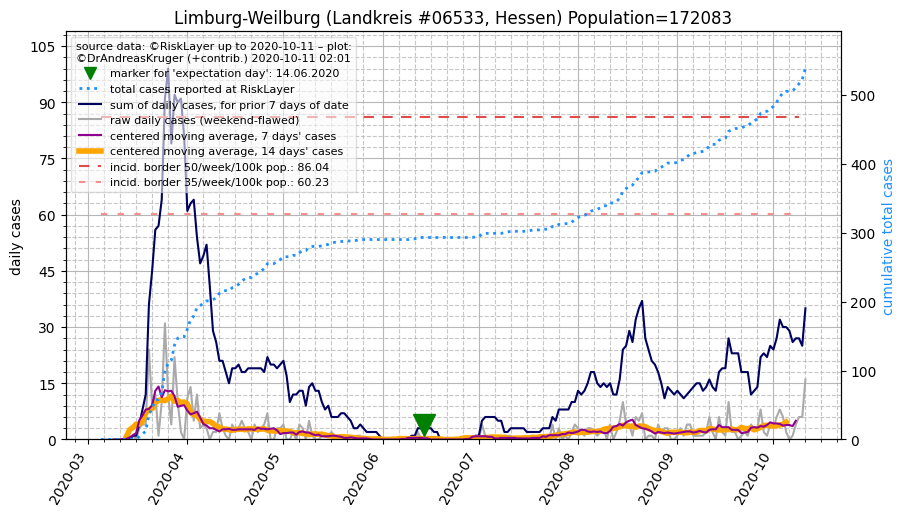 Limburg-Weilburg (Landkreis #06533, Hessen) Population=172083
source data: ©RiskLayer up to 2020-10-11 – plot:
©DrAndreasKruger (+contrib.) 2020-10-11 02:01
marker for 'expectation day': 14.06.2020
total cases reported at RiskLayer
sum of daily cases, for prior 7 days of date
raw daily cases (weekend-flawed)
centered moving average, 7 days' cases
centered moving average, 14 days' cases
incid. border 50/week/100k pop.: 86.04
incid. border 35/week/100k pop.: 60.23
daily cases
105
90
75
60
45
30
15
0
500
400
300
200
100
0
cumulative total cases
2020-03
2020-04
2020-05
2020-06
2020-07
2020-08
2020-09
2020-10